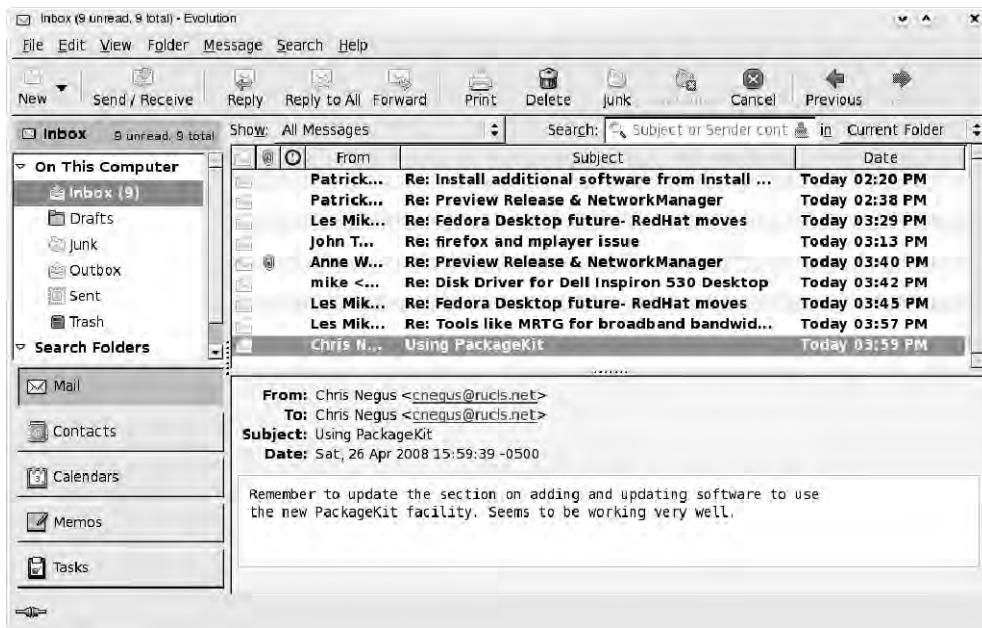 Inbox (9 unread, 9 total) - Evolution
File Edit View Folder Message Search Help
New Send / Receive Reply Reply to All Forward Print Delete Junk Cancel Previous
Inbox 9 unread, 9 total Show: All Messages Search: Subject or Sender cont in Current Folder
On This Computer
Inbox (9)
Drafts
Junk
Outbox
Sent
Trash
Search Folders
Mail
Contacts
Calendars
Memos
Tasks
From Subject Date
Patrick... Re: Install additional software from Install ... Today 02:20 PM
Patrick... Re: Preview Release & NetworkManager Today 02:38 PM
Les Mik... Re: Fedora Desktop future- RedHat moves Today 03:29 PM
John T... Re: firefox and mplayer issue Today 03:13 PM
Anne W... Re: Preview Release & NetworkManager Today 03:40 PM
mike <... Re: Disk Driver for Dell Inspiron 530 Desktop Today 03:42 PM
Les Mik... Re: Fedora Desktop future- RedHat moves Today 03:45 PM
Les Mik... Re: Tools like MRTG for broadband bandwid... Today 03:57 PM
Chris N... Using PackageKit Today 03:59 PM
From: Chris Negus <cnegus@rucls.net>
To: Chris Negus <cnegus@rucls.net>
Subject: Using PackageKit
Date: Sat, 26 Apr 2008 15:59:39 -0500
Remember to update the section on adding and updating software to use
the new PackageKit facility. Seems to be working very well.